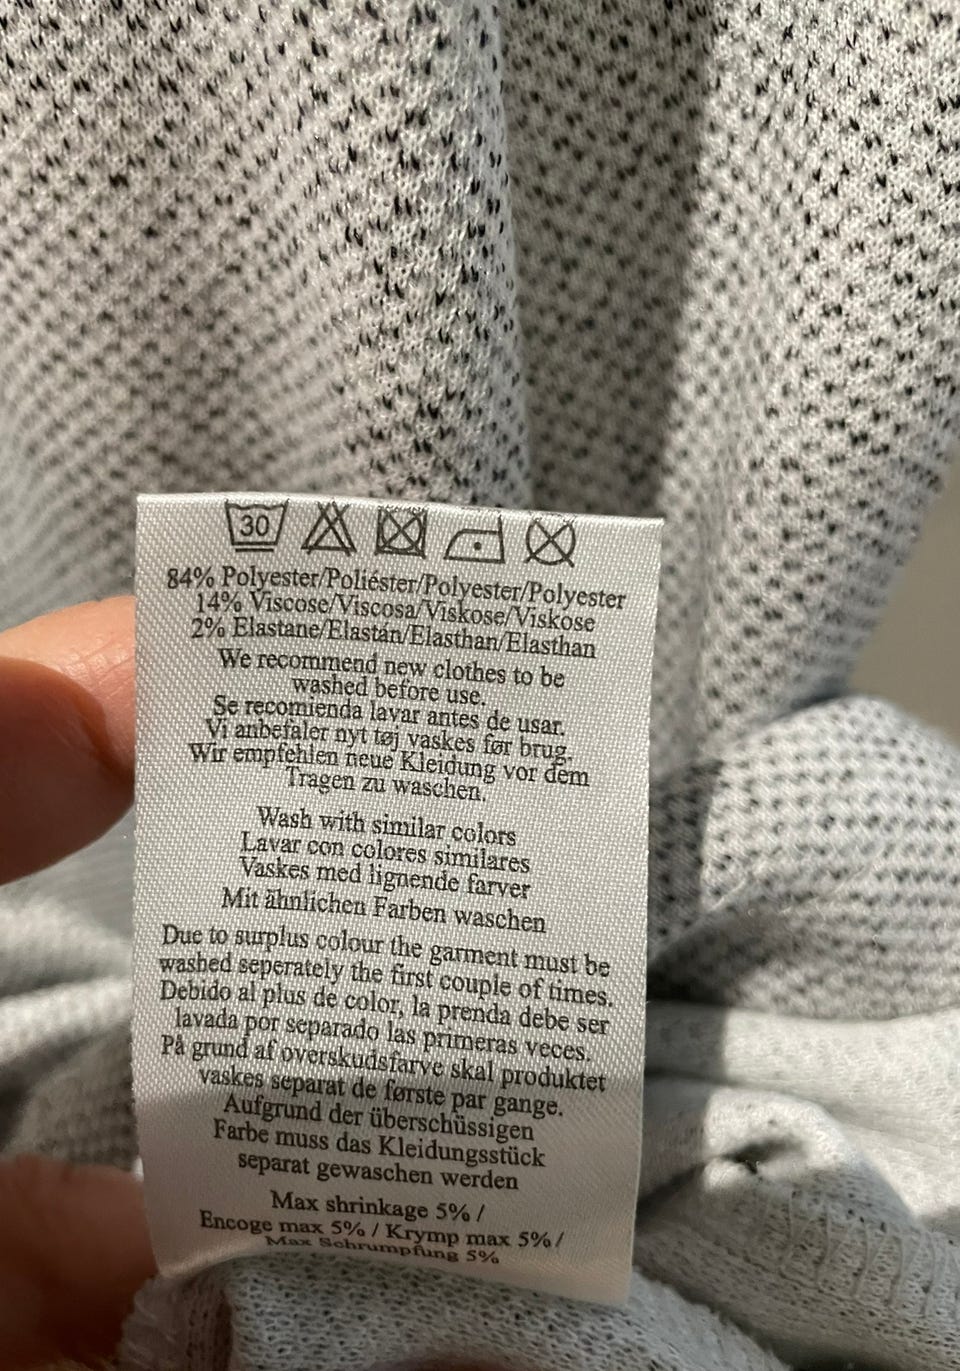 30
84% Polyester/Poliéster/Polyester/Polyester
14% Viscose/Viscosa/Viskose/Viskose
2% Elastane/Elastán/Elasthan/Elasthan
We recommend new clothes to be
washed before use.
Se recomienda lavar antes de usar.
Vi anbefaler nyt tøj vaskes før brug.
Wir empfehlen neue Kleidung vor dem
Tragen zu waschen.
Wash with similar colors
Lavar con colores similares
Vaskes med lignende farver
Mit ähnlichen Farben waschen
Due to surplus colour the garment must be
washed seperately the first couple of times.
Debido al plus de color, la prenda debe ser
lavada por separado las primeras veces.
På grund af overskudsfarve skal produktet
vaskes separat de første par gange.
Aufgrund der überschüssigen
Farbe muss das Kleidungsstück
separat gewaschen werden
Max shrinkage 5% /
Encoge max 5% / Krymp max 5% /
Max Schrumpfung 5%